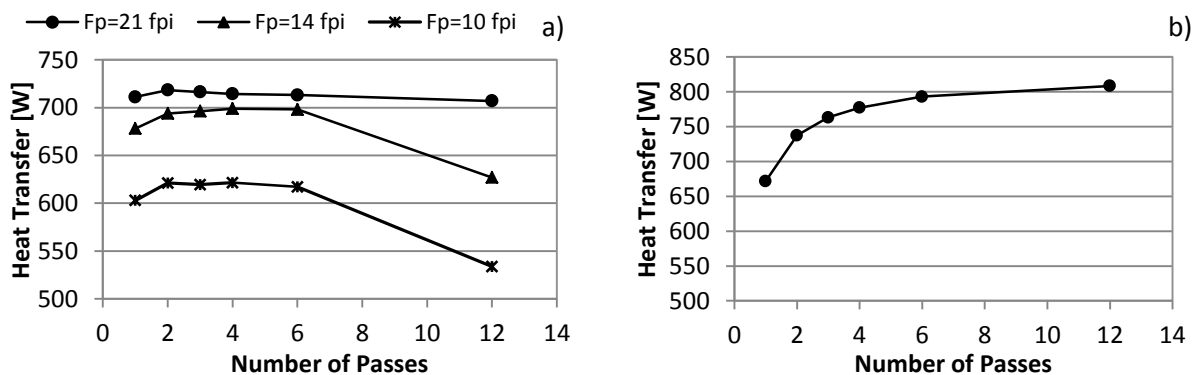 Fp=21 fpi Fp=14 fpi Fp=10 fpi a)
750
700
650
600
550
500
Heat Transfer [W]
0 2 4 6 8 10 12 14
Number of Passes
b)
850
800
750
700
650
600
550
500
Heat Transfer [W]
0 2 4 6 8 10 12 14
Number of Passes